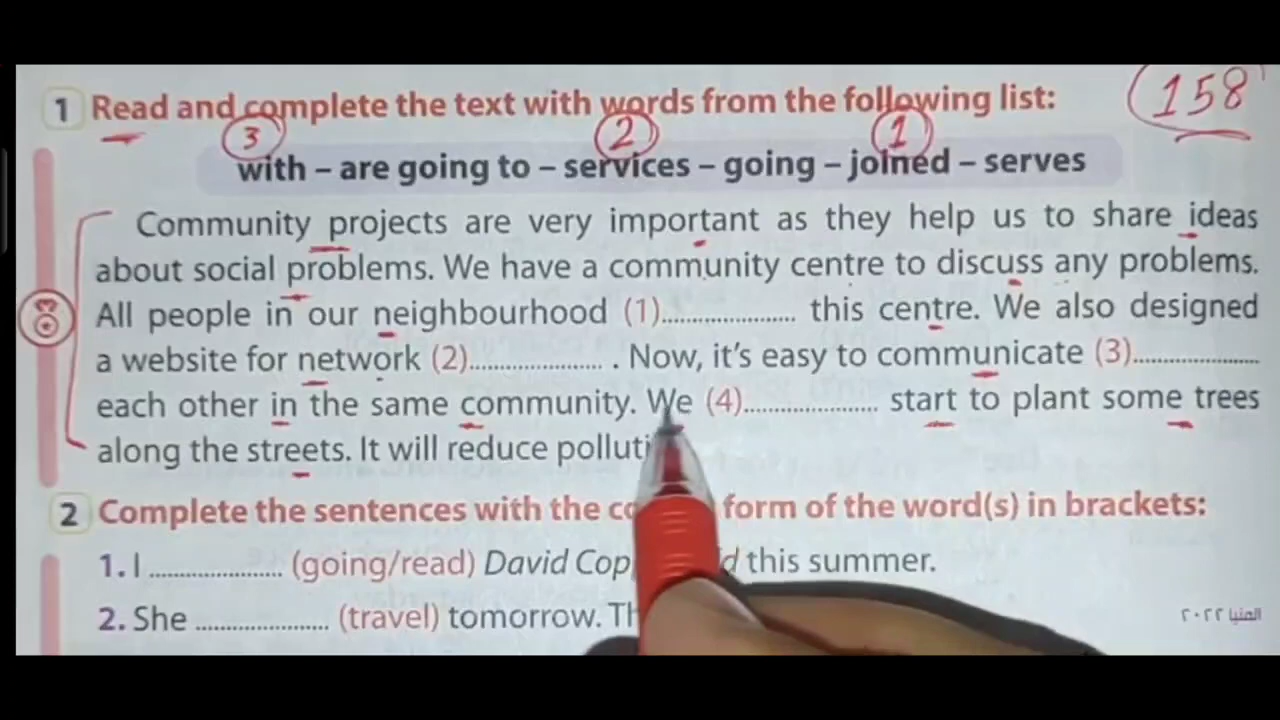 158
1 Read and complete the text with words from the following list:
3 2 1
with – are going to – services – going – joined – serves
Community projects are very important as they help us to share ideas
about social problems. We have a community centre to discuss any problems.
All people in our neighbourhood (1).................... this centre. We also designed
a website for network (2).................... . Now, it's easy to communicate (3)....................
each other in the same community. We (4).................... start to plant some trees
along the streets. It will reduce polluti
2 Complete the sentences with the co form of the word(s) in brackets:
1. I .................... (going/read) David Cop d this summer.
2. She .................... (travel) tomorrow. Th
المنيا ٢٠٢٢